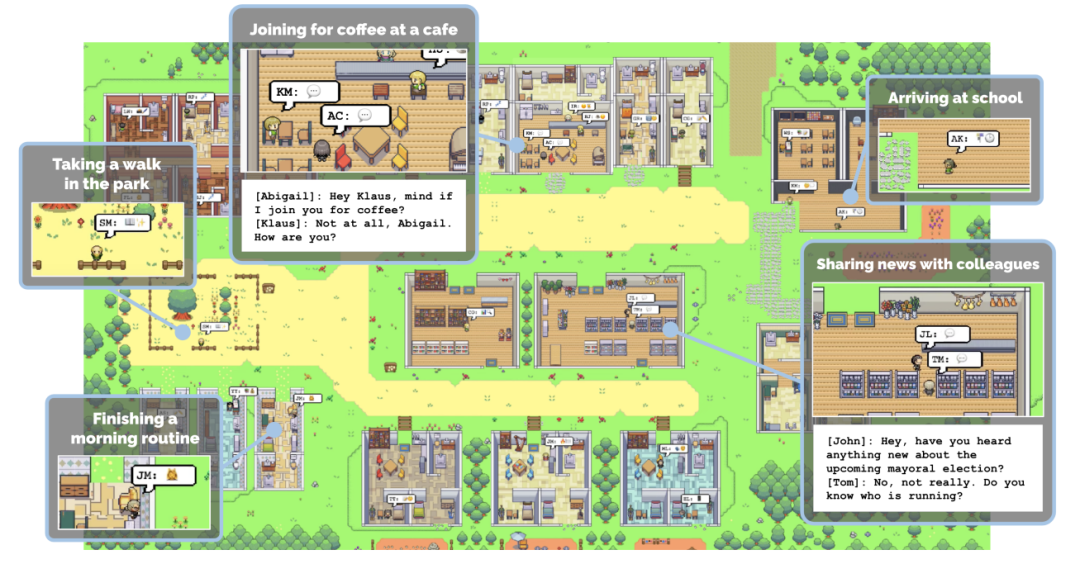 Joining for coffee at a cafe
KM:
AC:
[Abigail]: Hey Klaus, mind if
I join you for coffee?
[Klaus]: Not at all, Abigail.
How are you?
Arriving at school
AK:
Taking a walk
in the park
SM:
Sharing news with colleagues
JL:
TM:
[John]: Hey, have you heard
anything new about the
upcoming mayoral election?
[Tom]: No, not really. Do you
know who is running?
Finishing a
morning routine
JM: